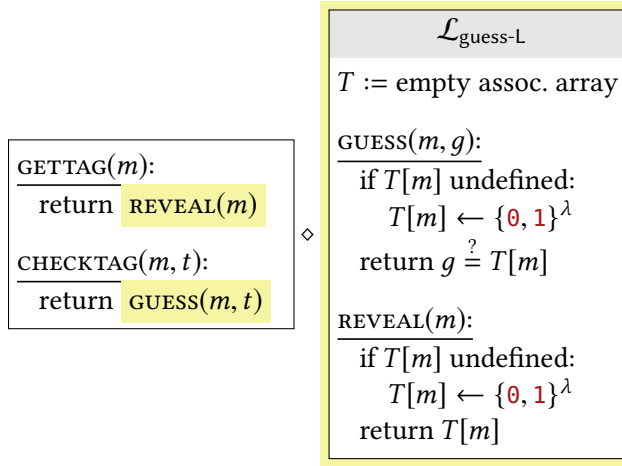 GETTAG(m):
return REVEAL(m)
CHECKTAG(m, t):
return GUESS(m, t)
⋄
𝓛guess-L
T := empty assoc. array
GUESS(m, g):
if T[m] undefined:
T[m] ← {0, 1}^λ
return g ≟ T[m]
REVEAL(m):
if T[m] undefined:
T[m] ← {0, 1}^λ
return T[m]